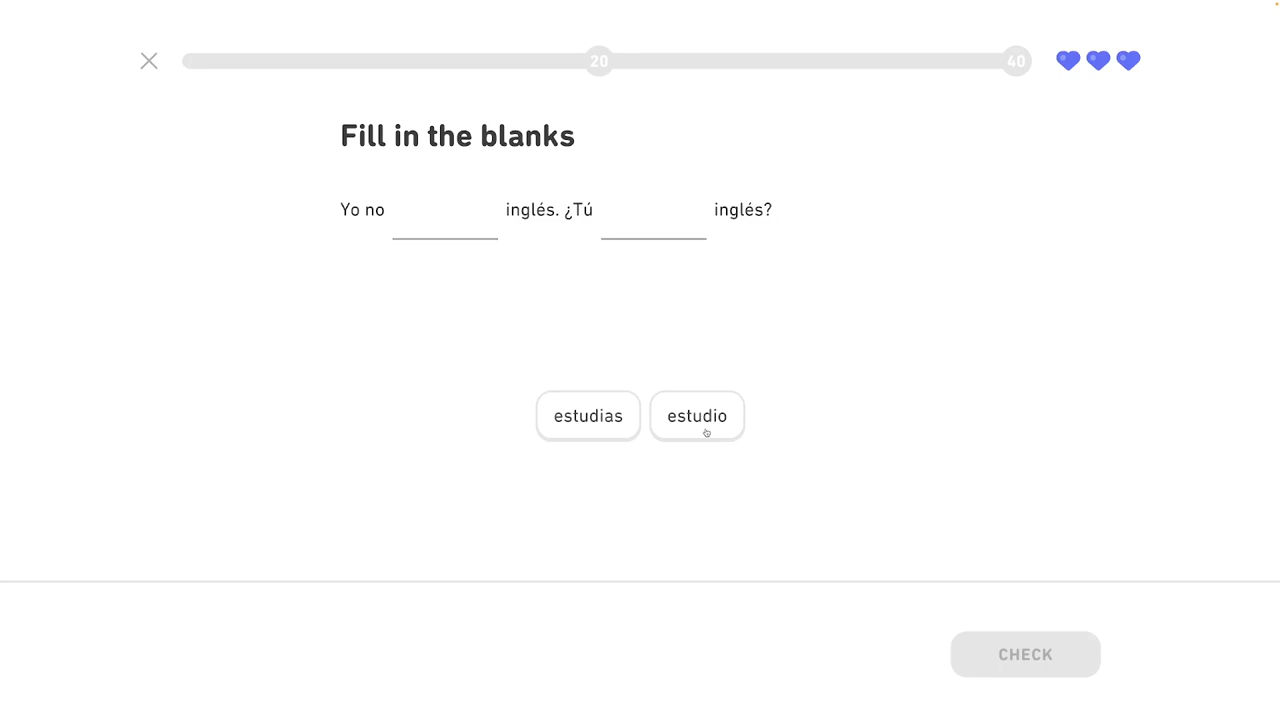 20 40
Fill in the blanks
Yo no inglés. ¿Tú inglés?
estudias estudio
CHECK